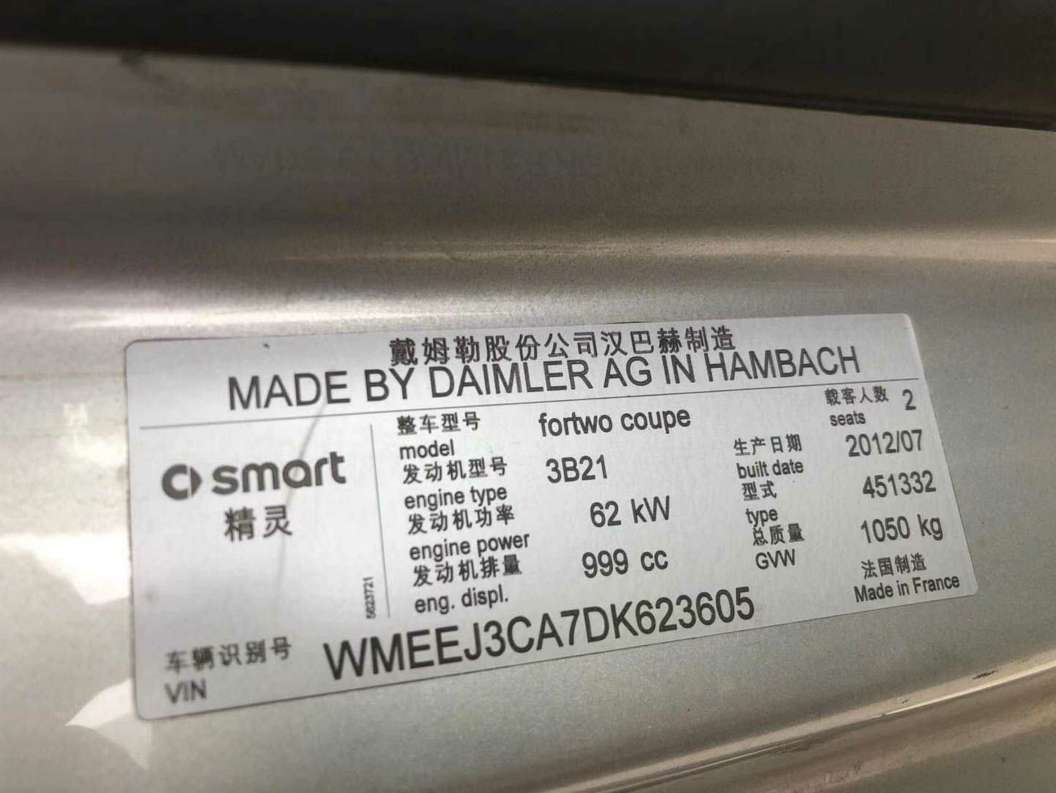 戴姆勒股份公司汉巴赫制造
MADE BY DAIMLER AG IN HAMBACH
smart
精灵
5623721
整车型号
model
fortwo coupe
载客人数
seats
2
发动机型号
engine type
3B21
生产日期
built date
2012/07
发动机功率
engine power
62 kW
型式
type
451332
发动机排量
eng. displ.
999 cc
总质量
GVW
1050 kg
法国制造
Made in France
车辆识别号
VIN
WMEEJ3CA7DK623605